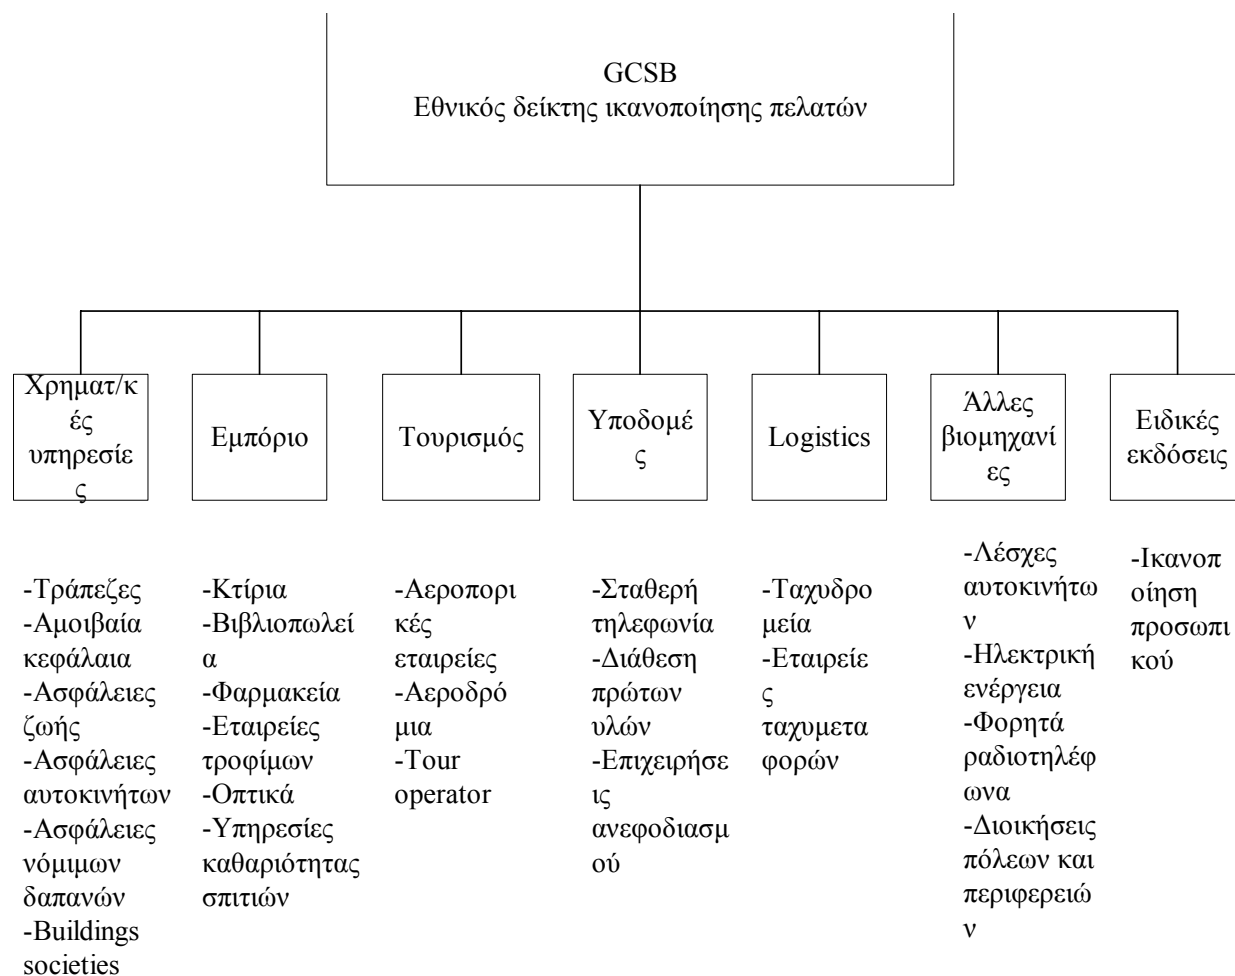 GCSB
Εθνικός δείκτης ικανοποίησης πελατών
Χρηματ/κ
ές
υπηρεσίε
ς
Εμπόριο
Τουρισμός
Υποδομέ
ς
Logistics
Άλλες
βιομηχανί
ες
Ειδικές
εκδόσεις
-Τράπεζες
-Αμοιβαία
κεφάλαια
-Ασφάλειες
ζωής
-Ασφάλειες
αυτοκινήτων
-Ασφάλειες
νόμιμων
δαπανών
-Buildings
societies
-Κτίρια
-Βιβλιοπωλεί
α
-Φαρμακεία
-Εταιρείες
τροφίμων
-Οπτικά
-Υπηρεσίες
καθαριότητας
σπιτιών
-Αεροπορι
κές
εταιρείες
-Αεροδρό
μια
-Tour
operator
-Σταθερή
τηλεφωνία
-Διάθεση
πρώτων
υλών
-Επιχειρήσε
ις
ανεφοδιασμ
ού
-Ταχυδρο
μεία
-Εταιρείε
ς
ταχυμετα
φορών
-Λέσχες
αυτοκινήτω
ν
-Ηλεκτρική
ενέργεια
-Φορητά
ραδιοτηλέφ
ωνα
-Διοικήσεις
πόλεων και
περιφερειώ
ν
-Ικανοπ
οίηση
προσωπι
κού